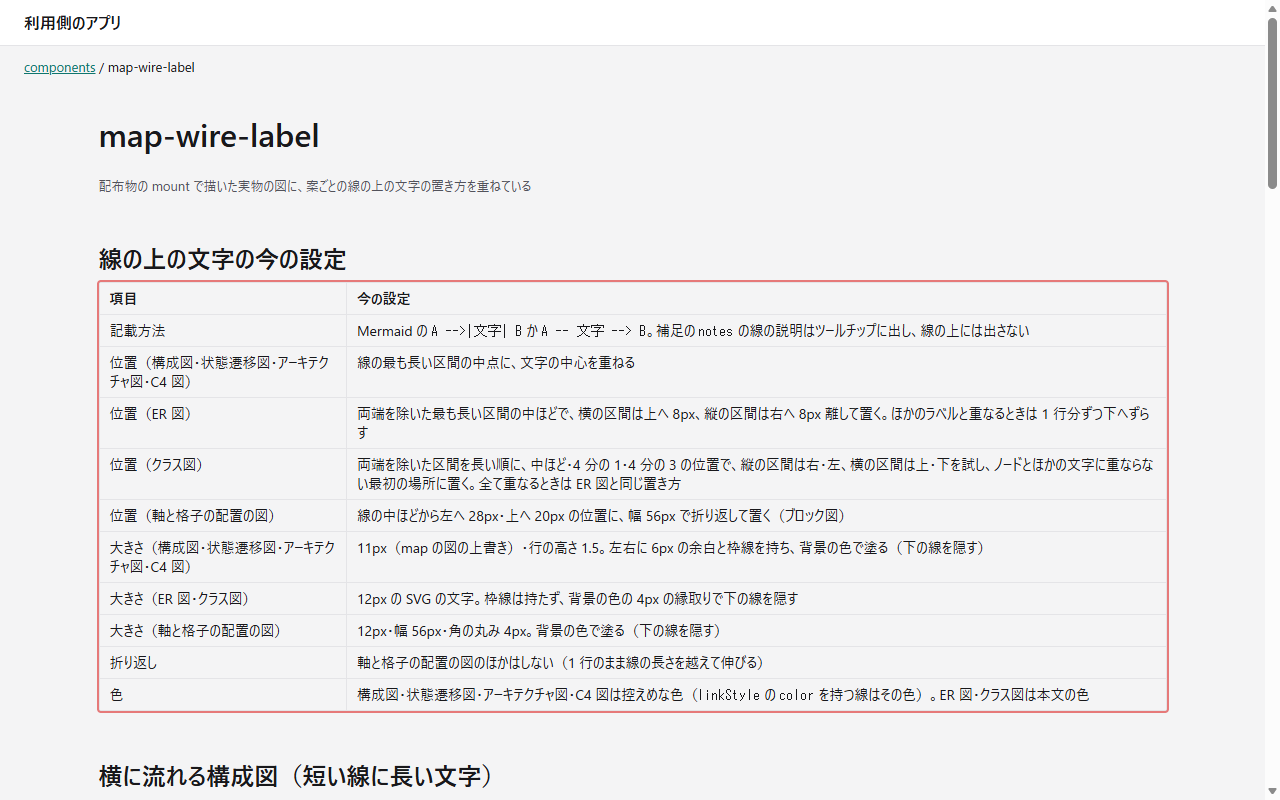 利用側のアプリ
components / map-wire-label
map-wire-label
配布物の mount で描いた実物の図に、案ごとの線の上の文字の置き方を重ねている
線の上の文字の今の設定
項目 今の設定
記載方法 Mermaid の A -->|文字| B か A -- 文字 --> B。補足の notes の線の説明はツールチップに出し、線の上には出さない
位置（構成図・状態遷移図・アーキテク
チャ図・C4 図） 線の最も長い区間の中点に、文字の中心を重ねる
位置（ER 図） 両端を除いた最も長い区間の中ほどで、横の区間は上へ 8px、縦の区間は右へ 8px 離して置く。ほかのラベルと重なるときは 1 行分ずつ下へずら
す
位置（クラス図） 両端を除いた区間を長い順に、中ほど・4 分の 1・4 分の 3 の位置で、縦の区間は右・左、横の区間は上・下を試し、ノードとほかの文字に重ならな
い最初の場所に置く。全て重なるときは ER 図と同じ置き方
位置（軸と格子の配置の図） 線の中ほどから左へ 28px・上へ 20px の位置に、幅 56px で折り返して置く（ブロック図）
大きさ（構成図・状態遷移図・アーキテク
チャ図・C4 図） 11px（map の図の上書き）・行の高さ 1.5。左右に 6px の余白と枠線を持ち、背景の色で塗る（下の線を隠す）
大きさ（ER 図・クラス図） 12px の SVG の文字。枠線は持たず、背景の色の 4px の縁取りで下の線を隠す
大きさ（軸と格子の配置の図） 12px・幅 56px・角の丸み 4px。背景の色で塗る（下の線を隠す）
折り返し 軸と格子の配置の図のほかはしない（1 行のまま線の長さを越えて伸びる）
色 構成図・状態遷移図・アーキテクチャ図・C4 図は控えめな色（linkStyle の color を持つ線はその色）。ER 図・クラス図は本文の色
横に流れる構成図（短い線に長い文字）